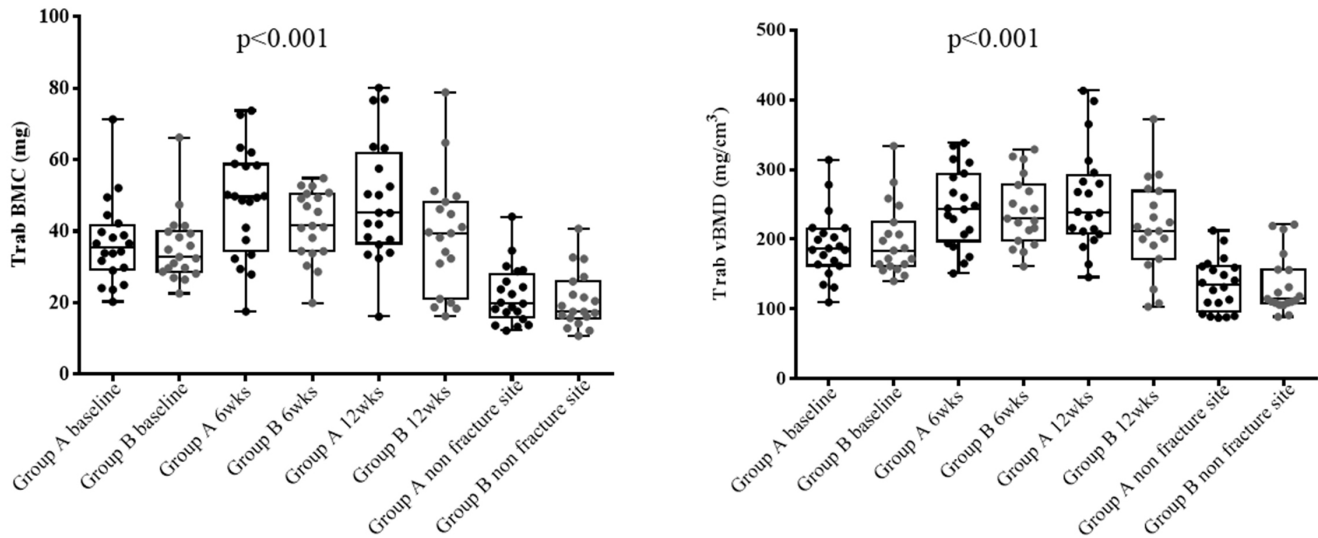 p<0.001
Trab BMC (mg)
100
80
60
40
20
0
Group A baseline
Group B baseline
Group A 6wks
Group B 6wks
Group A 12wks
Group B 12wks
Group A non fracture site
Group B non fracture site
p<0.001
Trab vBMD (mg/cm³)
500
400
300
200
100
0
Group A baseline
Group B baseline
Group A 6wks
Group B 6wks
Group A 12wks
Group B 12wks
Group A non fracture site
Group B non fracture site